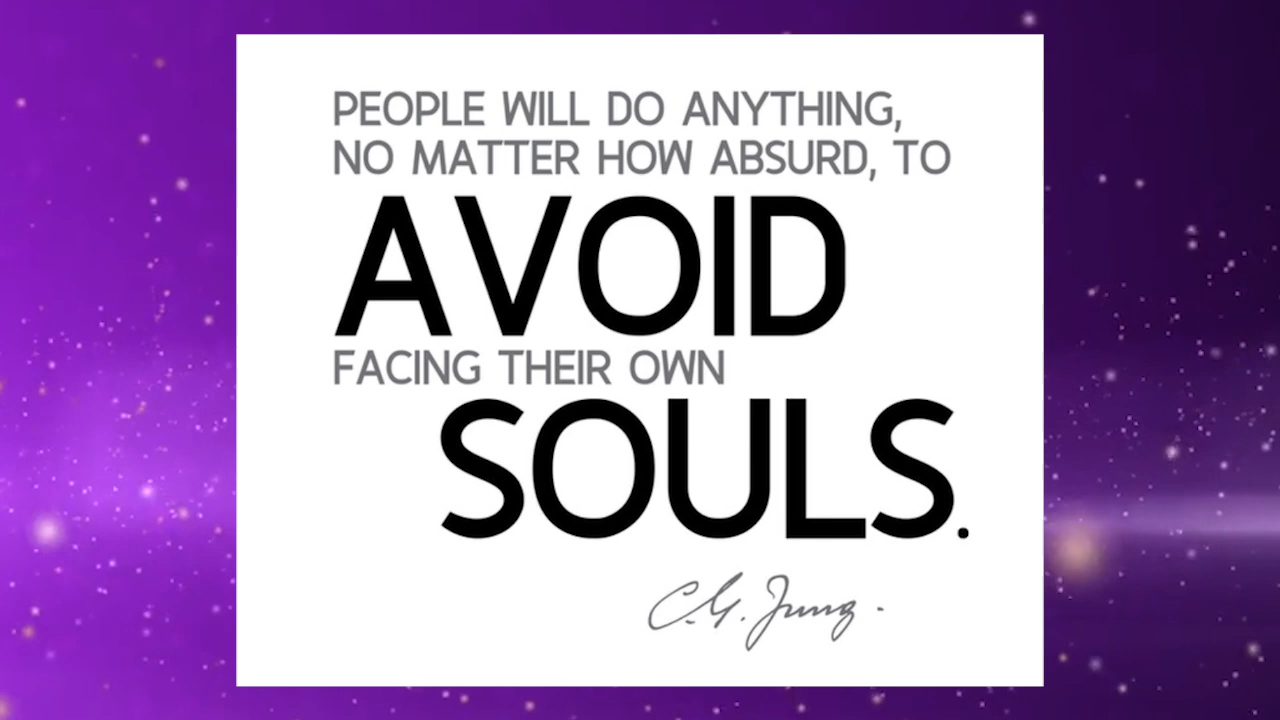 PEOPLE WILL DO ANYTHING,
NO MATTER HOW ABSURD, TO
AVOID
FACING THEIR OWN
SOULS.
C.G. Jung.